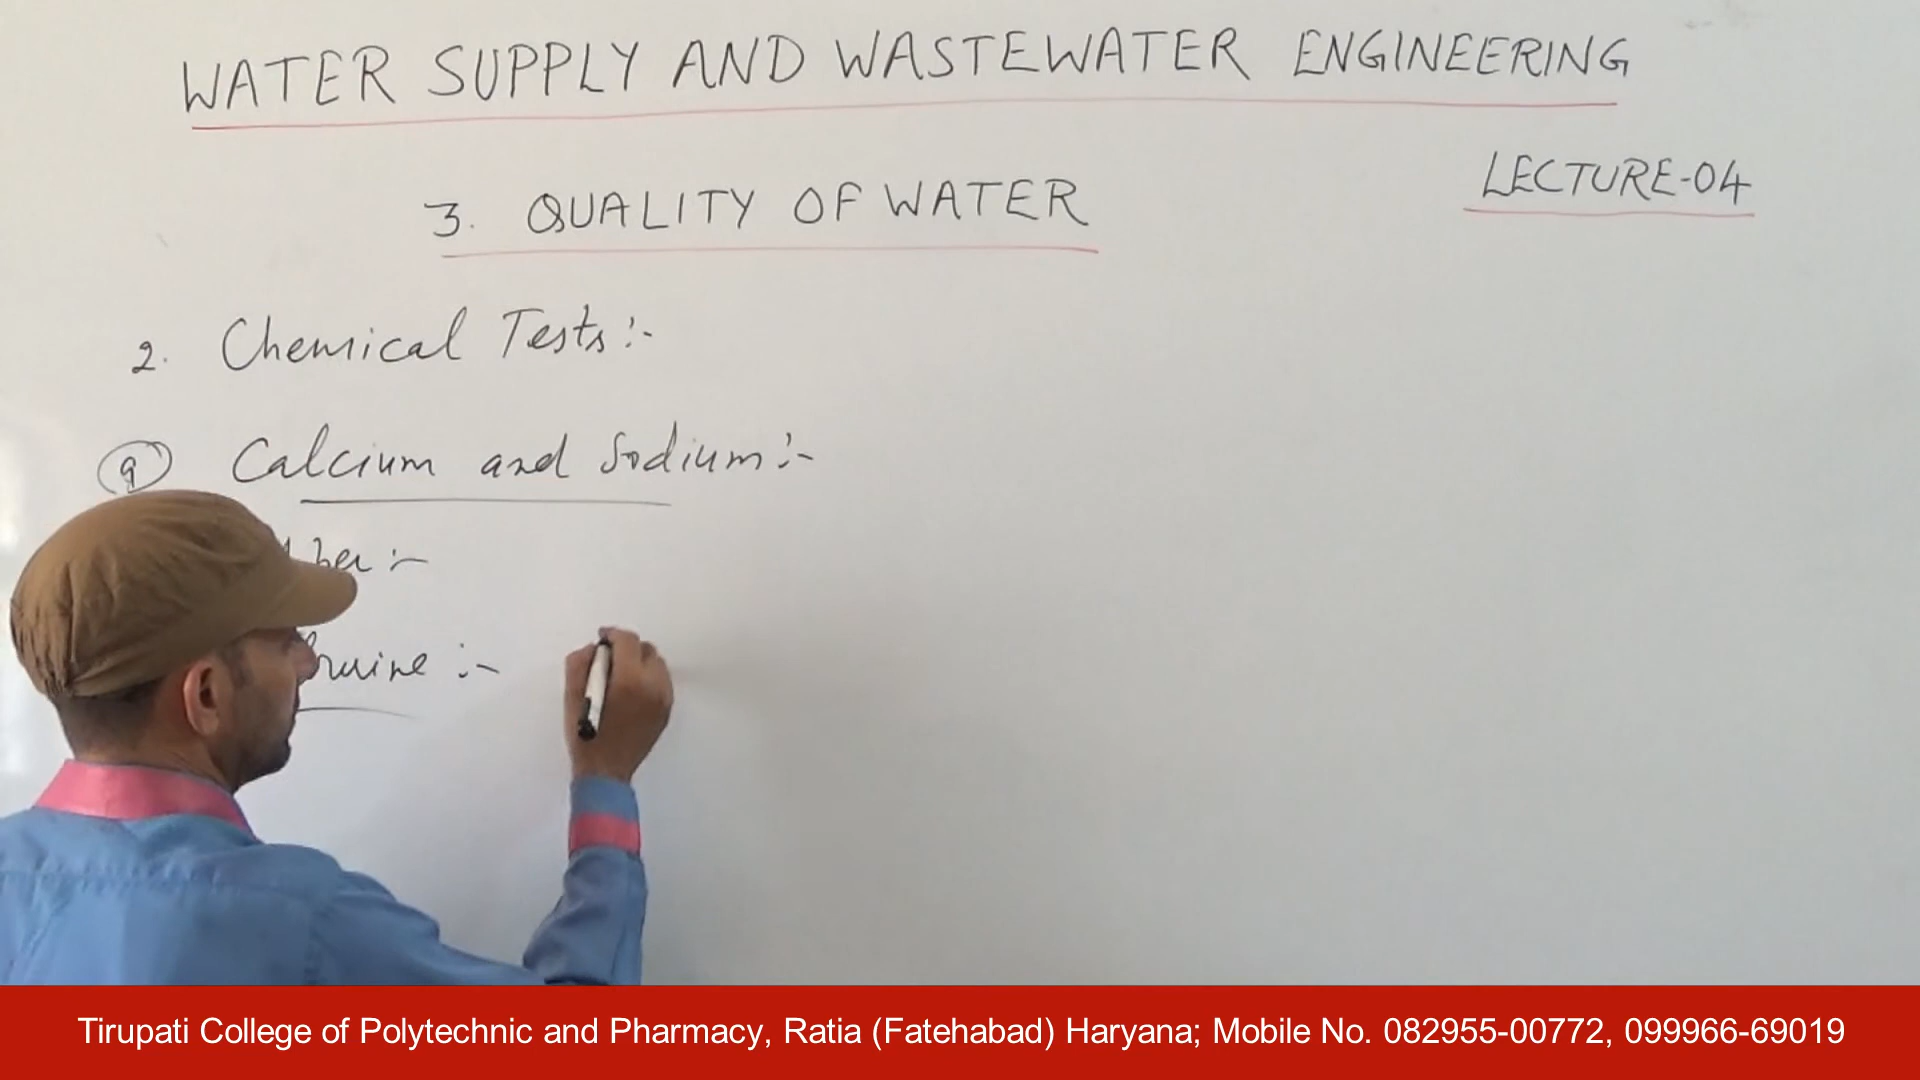 WATER SUPPLY AND WASTEWATER ENGINEERING
LECTURE-04
3. QUALITY OF WATER
2. Chemical Tests:-
(a) Calcium and Sodium:-
:-
:-
Tirupati College of Polytechnic and Pharmacy, Ratia (Fatehabad) Haryana; Mobile No. 082955-00772, 099966-69019